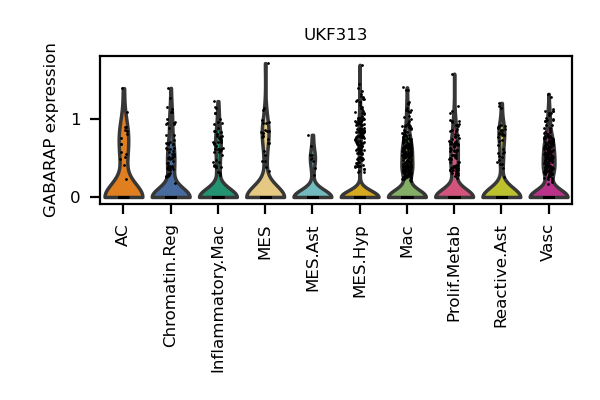 UKF313
GABARAP expression
1
0
AC
Chromatin.Reg
Inflammatory.Mac
MES
MES.Ast
MES.Hyp
Mac
Prolif.Metab
Reactive.Ast
Vasc